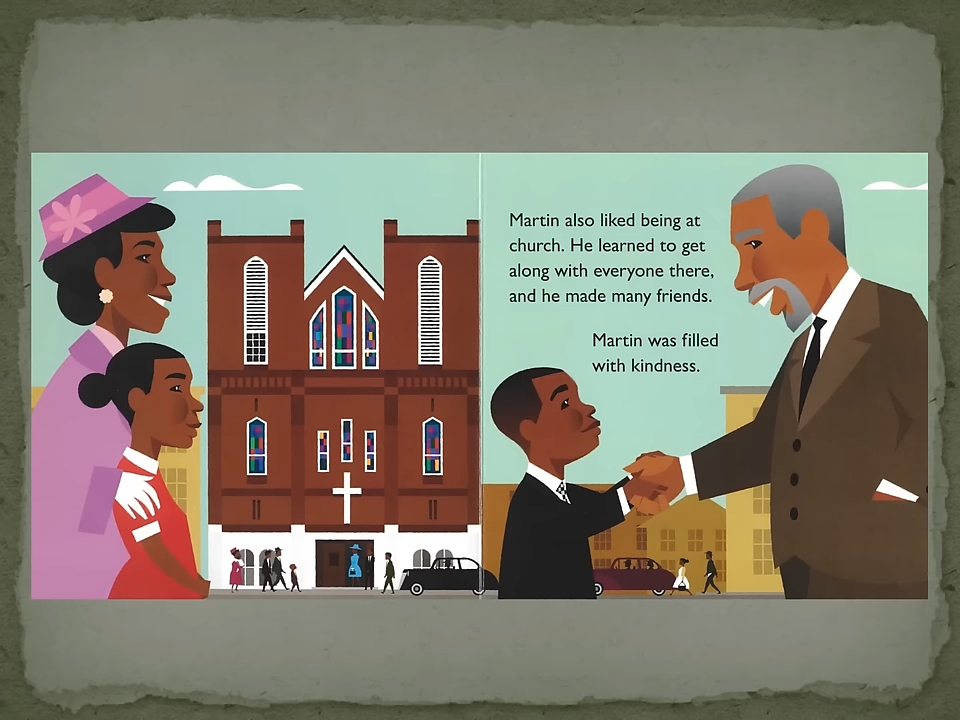 Martin also liked being at
church. He learned to get
along with everyone there,
and he made many friends.
Martin was filled
with kindness.